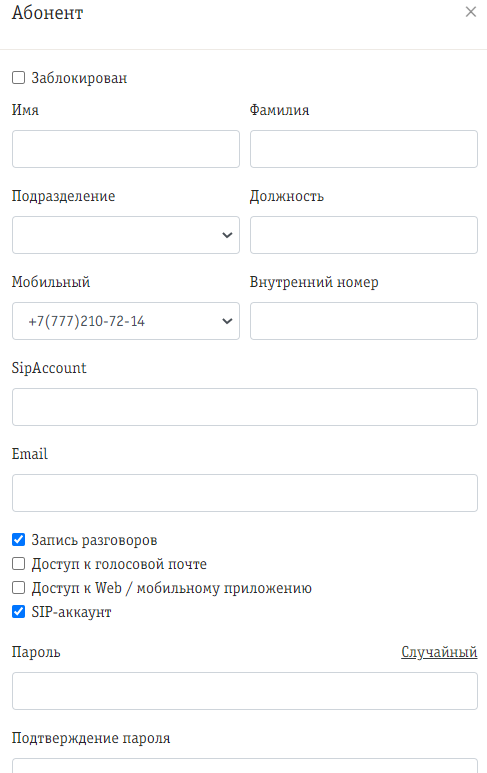 Абонент
Заблокирован
Имя Фамилия
Подразделение Должность
Мобильный Внутренний номер
+7(777)210-72-14
SipAccount
Email
Запись разговоров
Доступ к голосовой почте
Доступ к Web / мобильному приложению
SIP-аккаунт
Пароль Случайный
Подтверждение пароля